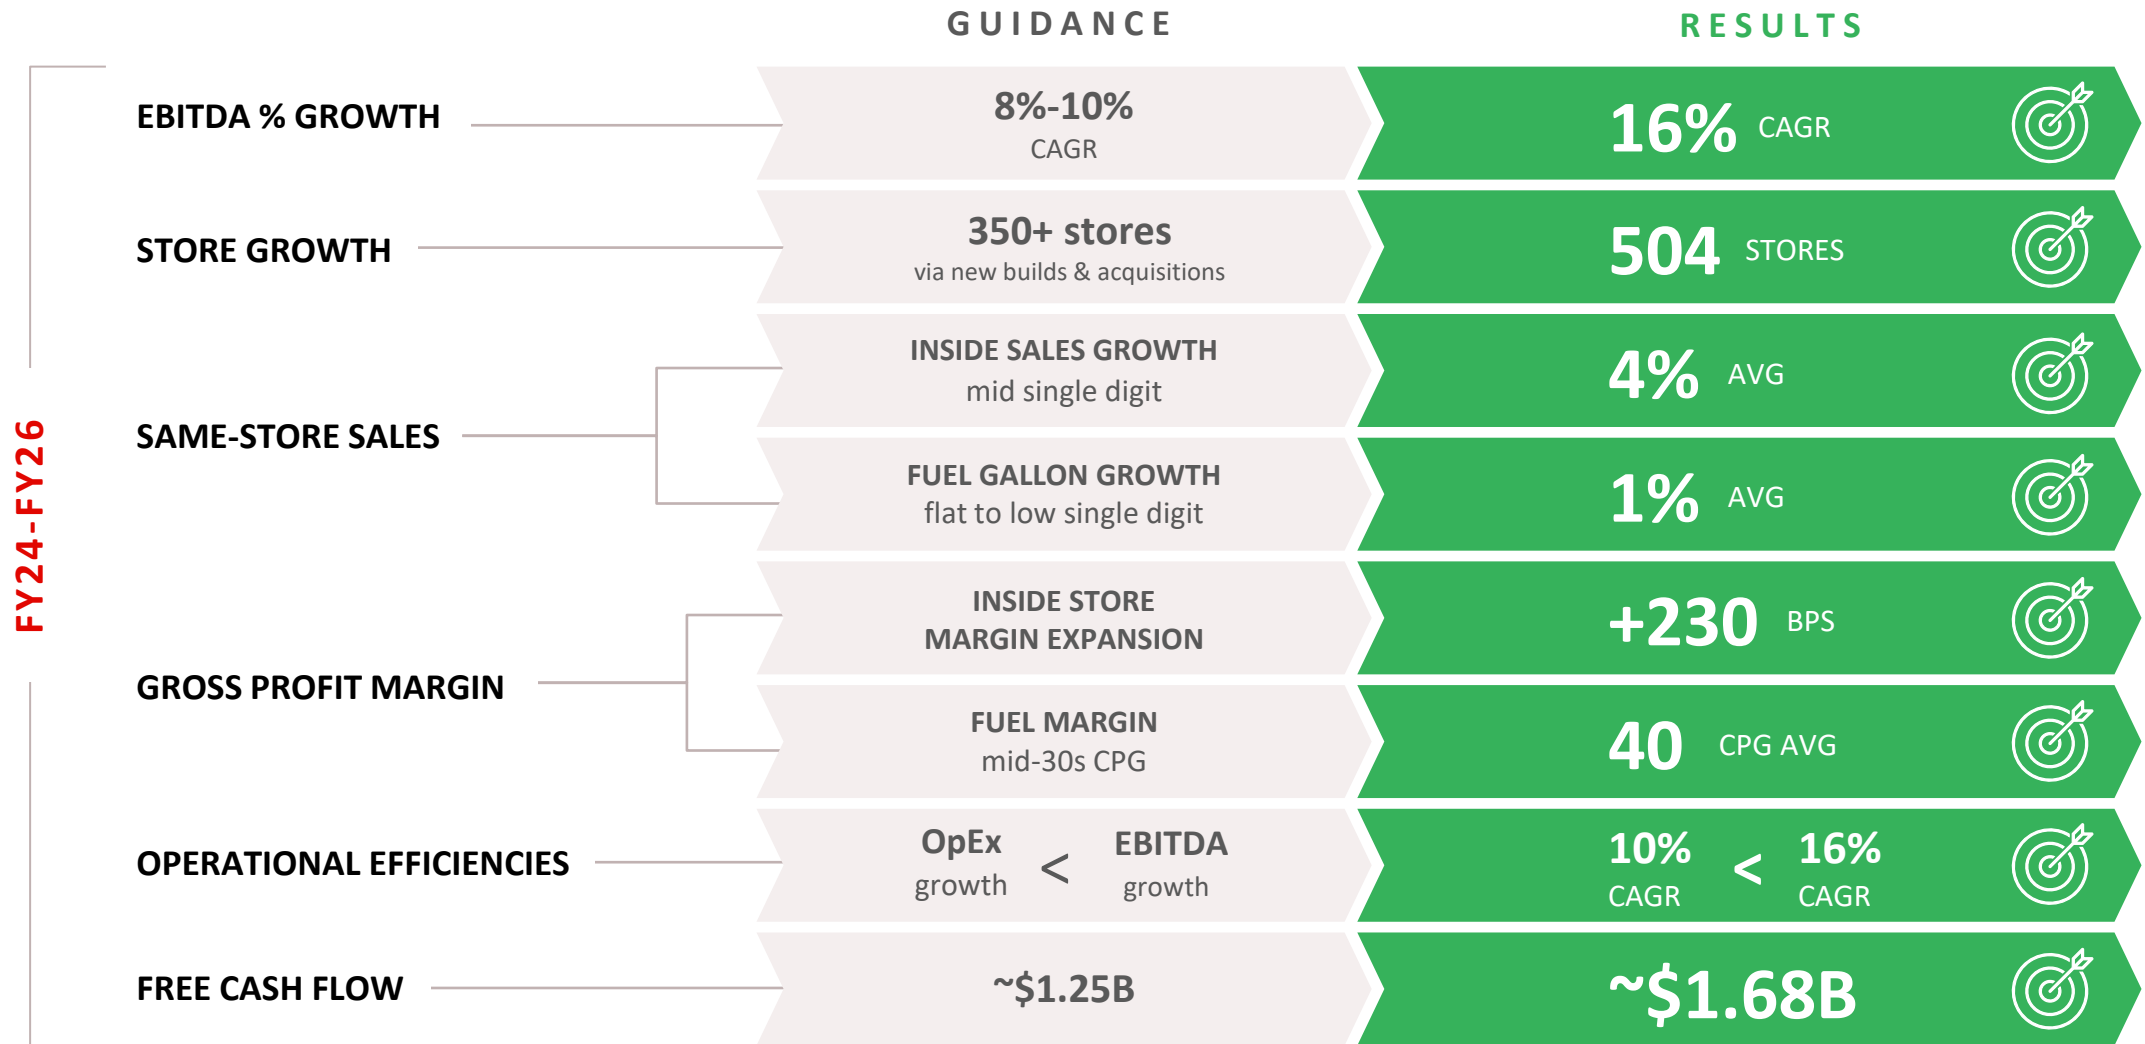 GUIDANCE
RESULTS
FY24-FY26
EBITDA % GROWTH
8%-10%
CAGR
16% CAGR
STORE GROWTH
350+ stores
via new builds & acquisitions
504 STORES
SAME-STORE SALES
INSIDE SALES GROWTH
mid single digit
4% AVG
FUEL GALLON GROWTH
flat to low single digit
1% AVG
GROSS PROFIT MARGIN
INSIDE STORE
MARGIN EXPANSION
+230 BPS
FUEL MARGIN
mid-30s CPG
40 CPG AVG
OPERATIONAL EFFICIENCIES
OpEx < EBITDA
growth growth
10% < 16%
CAGR CAGR
FREE CASH FLOW
~$1.25B
~$1.68B